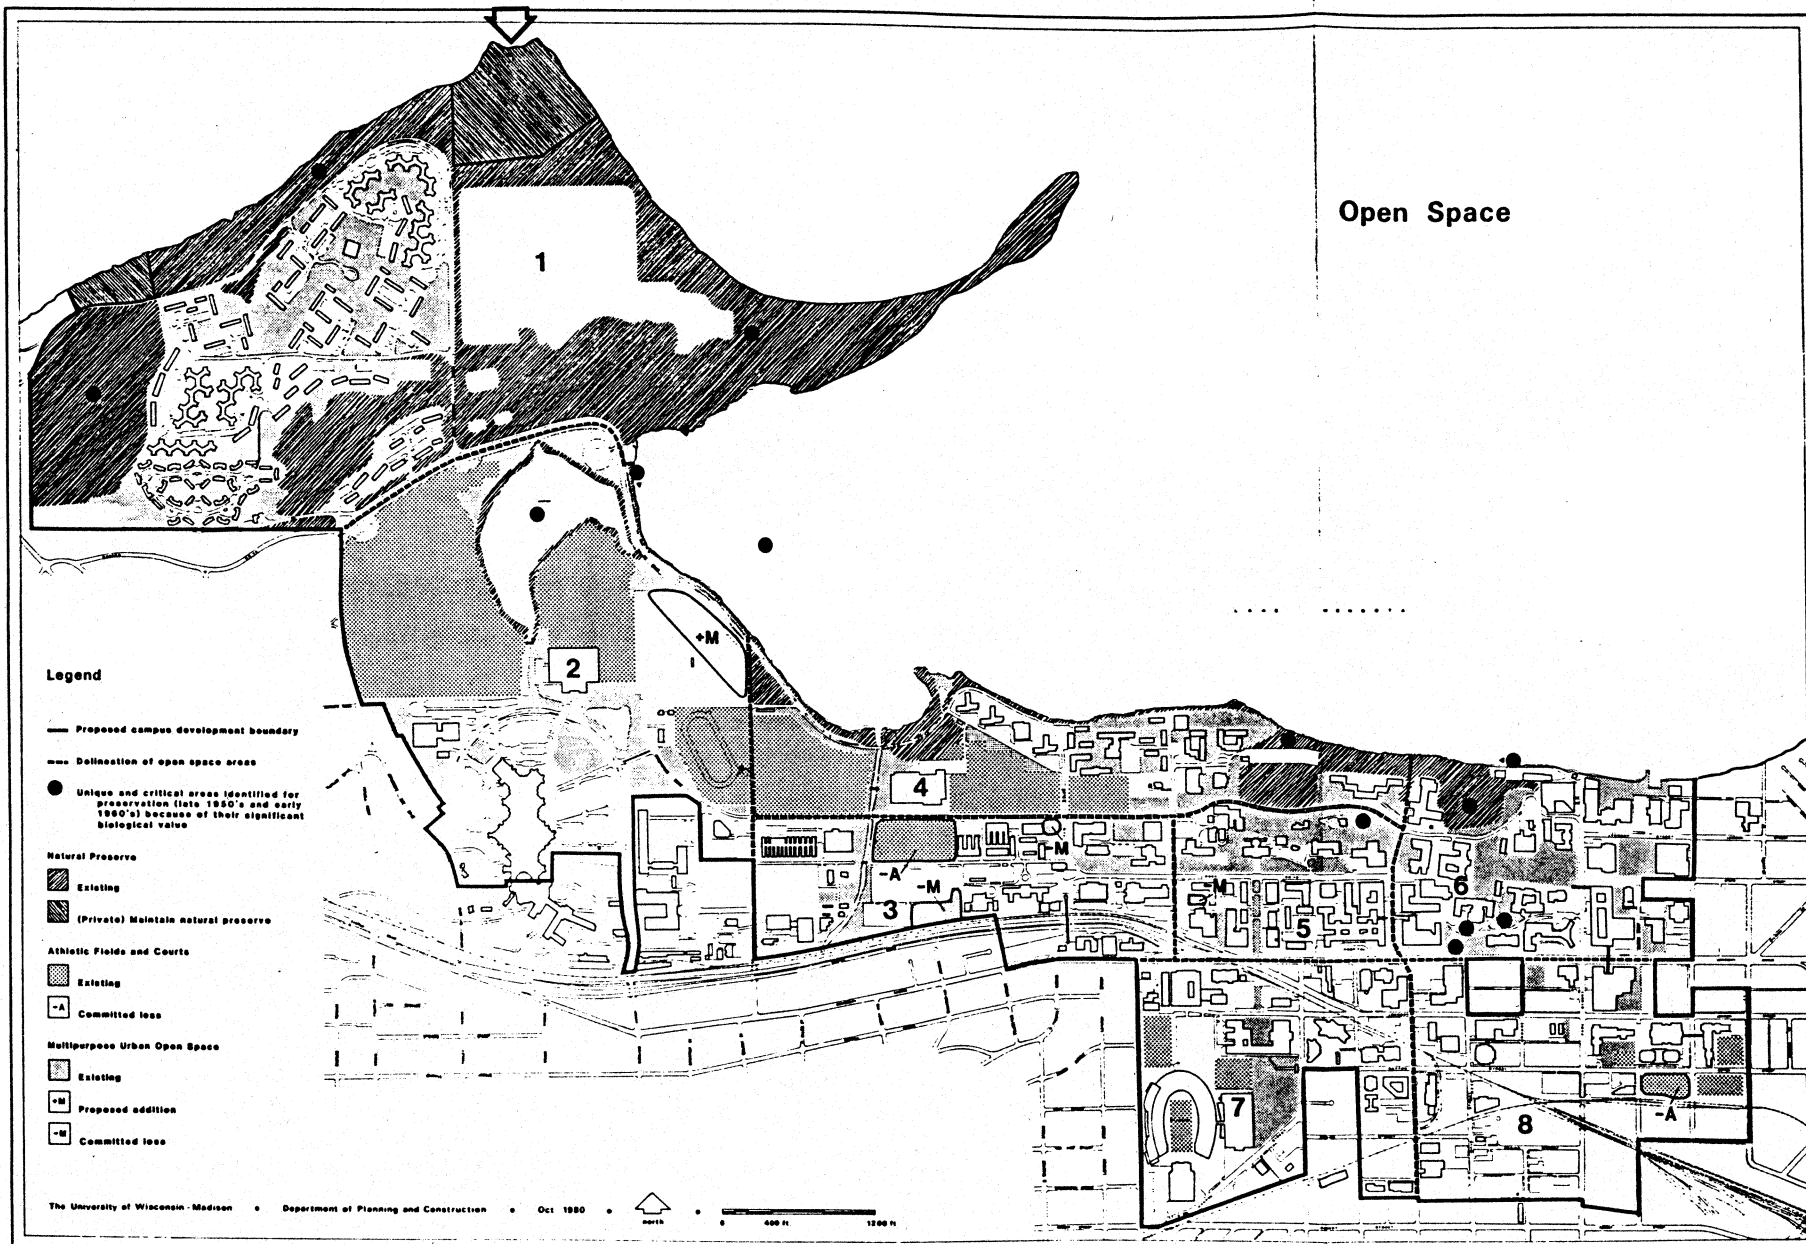 Open Space
1
+M
2
4
-M
-A
-M
3
-M
5
6
7
8
-A
Legend
Proposed campus development boundary
Delineation of open space areas
Unique and critical areas identified for
preservation (late 1950's and early
1960's) because of their significant
biological value
Natural Preserve
Existing
(Private) Maintain natural preserve
Athletic Fields and Courts
Existing
-A Committed loss
Multipurpose Urban Open Space
Existing
+M Proposed addition
-M Committed loss
The University of Wisconsin - Madison • Department of Planning and Construction • Oct 1980 •
north
0 400 ft 1200 ft